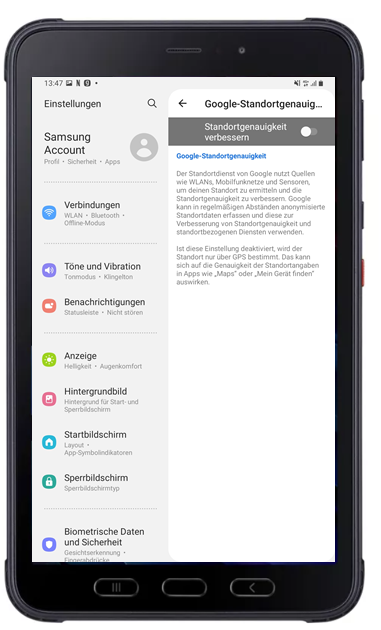 13:47
Einstellungen
Samsung
Account
Profil • Sicherheit • Apps
Verbindungen
WLAN • Bluetooth •
Offline-Modus
Töne und Vibration
Tonmodus • Klingelton
Benachrichtigungen
Statusleiste • Nicht stören
Anzeige
Helligkeit • Augenkomfort
Hintergrundbild
Hintergrund für Start- und
Sperrbildschirm
Startbildschirm
Layout •
App-Symbolindikatoren
Sperrbildschirm
Sperrbildschirmtyp
Biometrische Daten
und Sicherheit
Gesichtserkennung •
Fingerabdrücke
Google-Standortgenauig...
Standortgenauigkeit
verbessern
Google-Standortgenauigkeit
Der Standortdienst von Google nutzt Quellen
wie WLANs, Mobilfunknetze und Sensoren,
um deinen Standort zu ermitteln und die
Standortgenauigkeit zu verbessern. Google
kann in regelmäßigen Abständen anonymisierte
Standortdaten erfassen und diese zur
Verbesserung von Standortgenauigkeit und
standortbezogenen Diensten verwenden.
Ist diese Einstellung deaktiviert, wird der
Standort nur über GPS bestimmt. Das kann
sich auf die Genauigkeit der Standortangaben
in Apps wie „Maps" oder „Mein Gerät finden"
auswirken.